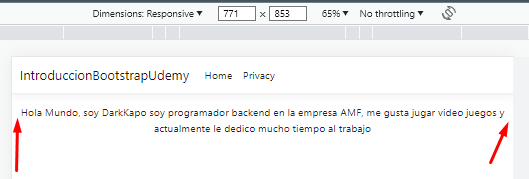 Dimensions: Responsive ▼ 771 × 853 65% ▼ No throttling ▼
IntroduccionBootstrapUdemy Home Privacy
Hola Mundo, soy DarkKapo soy programador backend en la empresa AMF, me gusta jugar video juegos y
actualmente le dedico mucho tiempo al trabajo